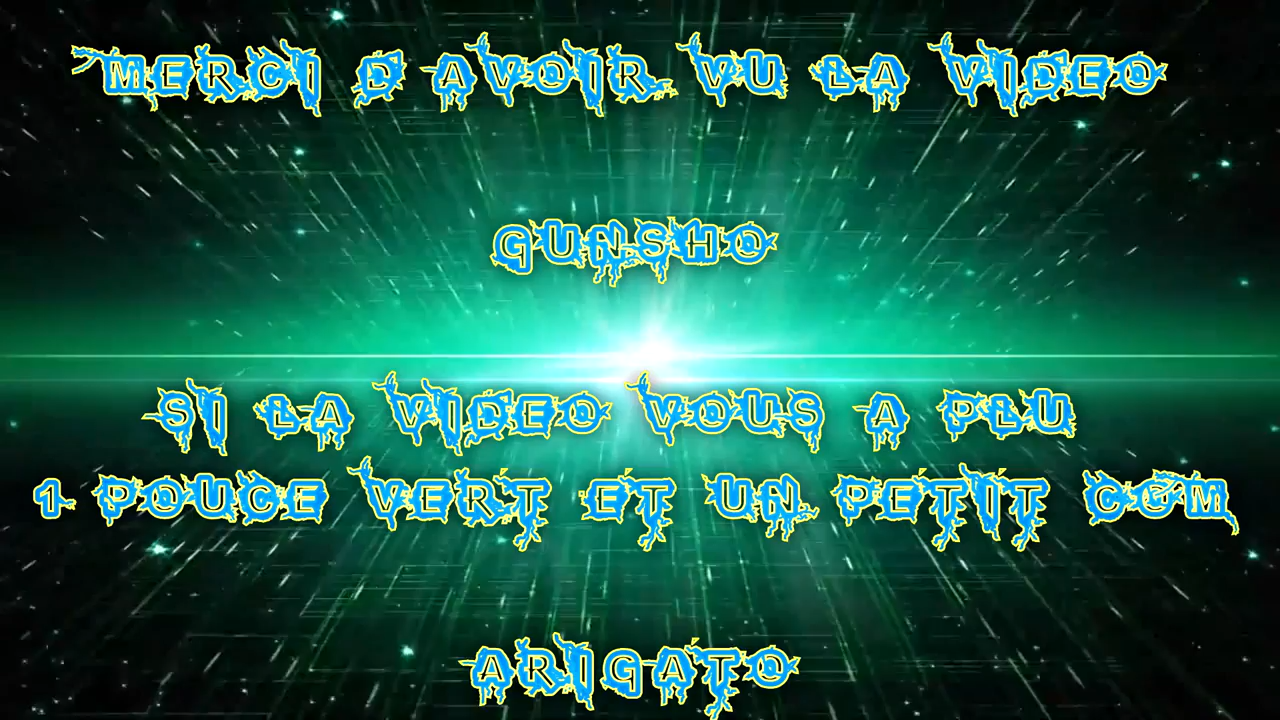 MERCI D AVOIR VU LA VIDEO
GUNSHO
SI LA VIDEO VOUS A PLU
1 POUCE VERT ET UN PETIT COM
ARIGATO